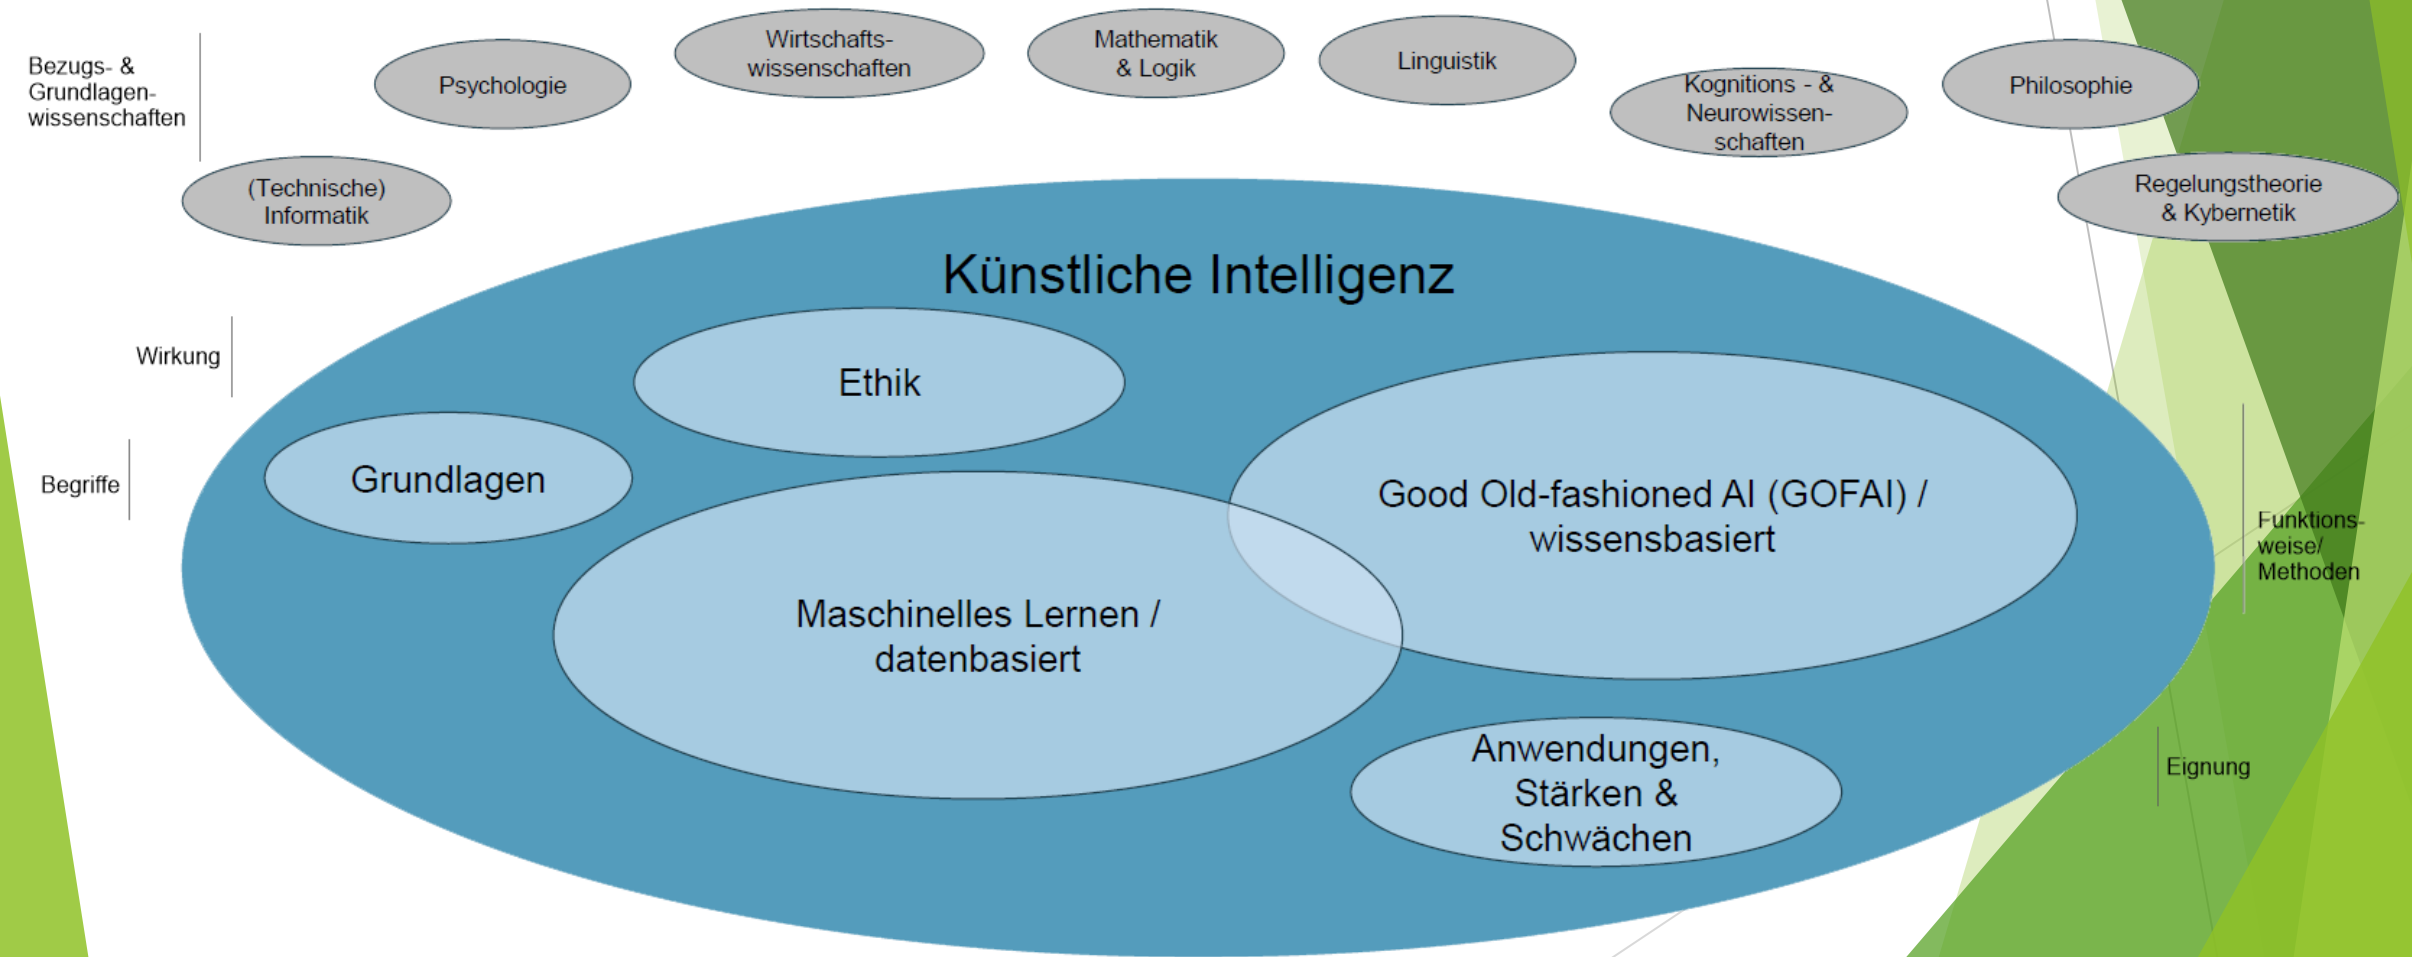 Bezugs- &
Grundlagen-
wissenschaften
(Technische)
Informatik
Psychologie
Wirtschafts-
wissenschaften
Mathematik
& Logik
Linguistik
Kognitions - &
Neurowissen-
schaften
Philosophie
Regelungstheorie
& Kybernetik
Künstliche Intelligenz
Wirkung
Ethik
Begriffe
Grundlagen
Good Old-fashioned AI (GOFAI) /
wissensbasiert
Funktions-
weise/
Methoden
Maschinelles Lernen /
datenbasiert
Anwendungen,
Stärken &
Schwächen
Eignung